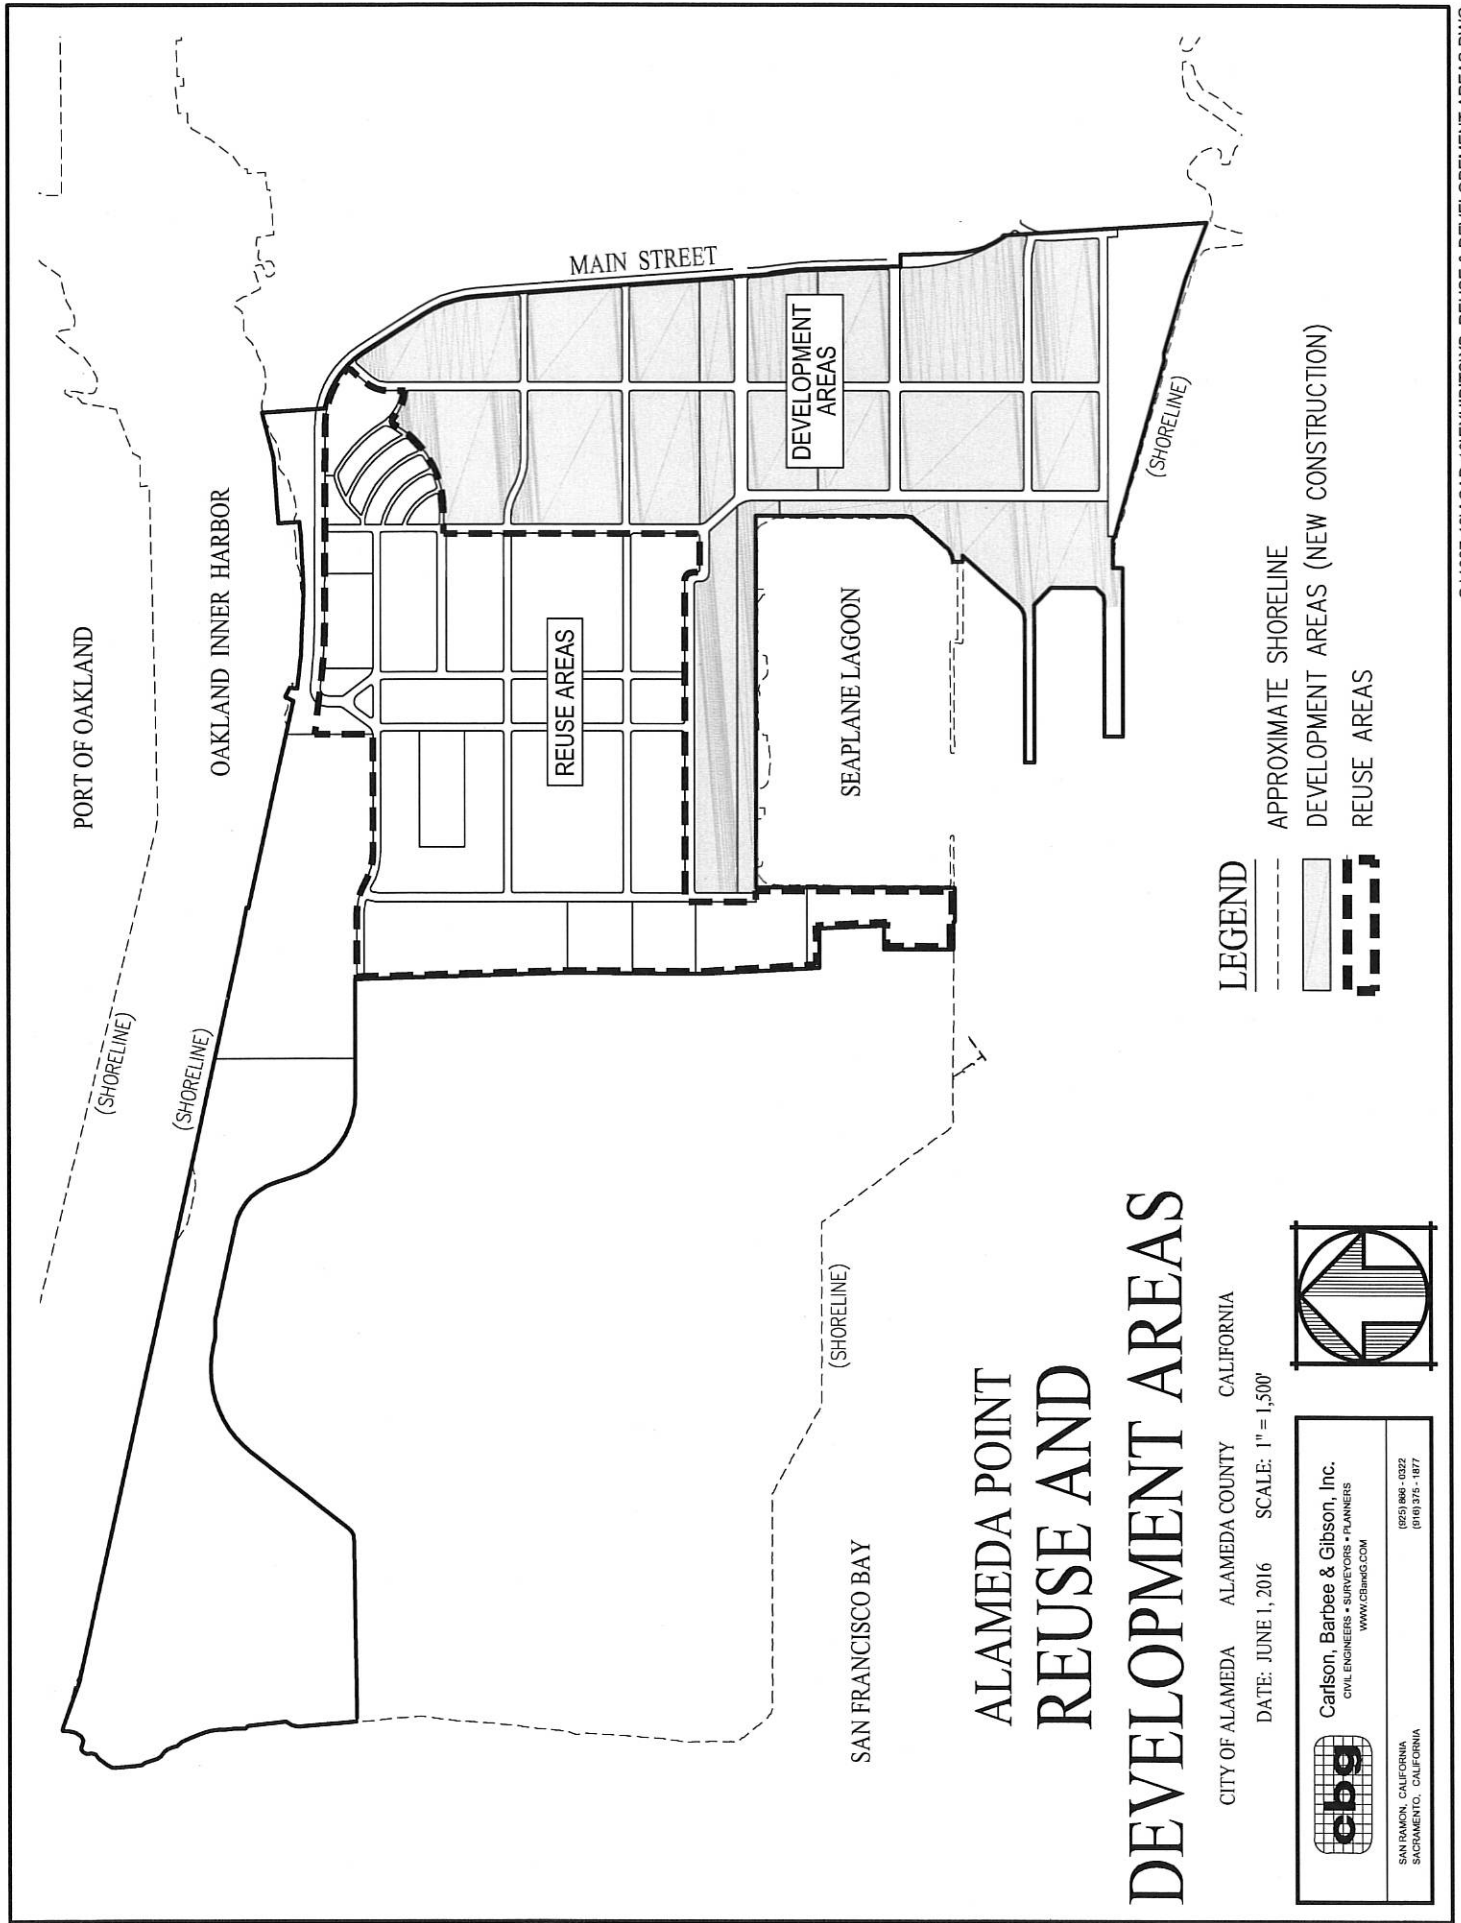 PORT OF OAKLAND
OAKLAND INNER HARBOR
(SHORELINE)
(SHORELINE)
MAIN STREET
REUSE AREAS
DEVELOPMENT
AREAS
SEAPLANE LAGOON
(SHORELINE)
(SHORELINE)
SAN FRANCISCO BAY
LEGEND
APPROXIMATE SHORELINE
DEVELOPMENT AREAS (NEW CONSTRUCTION)
REUSE AREAS
ALAMEDA POINT
REUSE AND
DEVELOPMENT AREAS
CITY OF ALAMEDA ALAMEDA COUNTY CALIFORNIA
DATE: JUNE 1, 2016 SCALE: 1" = 1,500'
cbg
Carlson, Barbee & Gibson, Inc.
CIVIL ENGINEERS • SURVEYORS • PLANNERS
WWW.CBandG.COM
SAN RAMON, CALIFORNIA (925) 866 - 0322
SACRAMENTO, CALIFORNIA (916) 375 - 1877